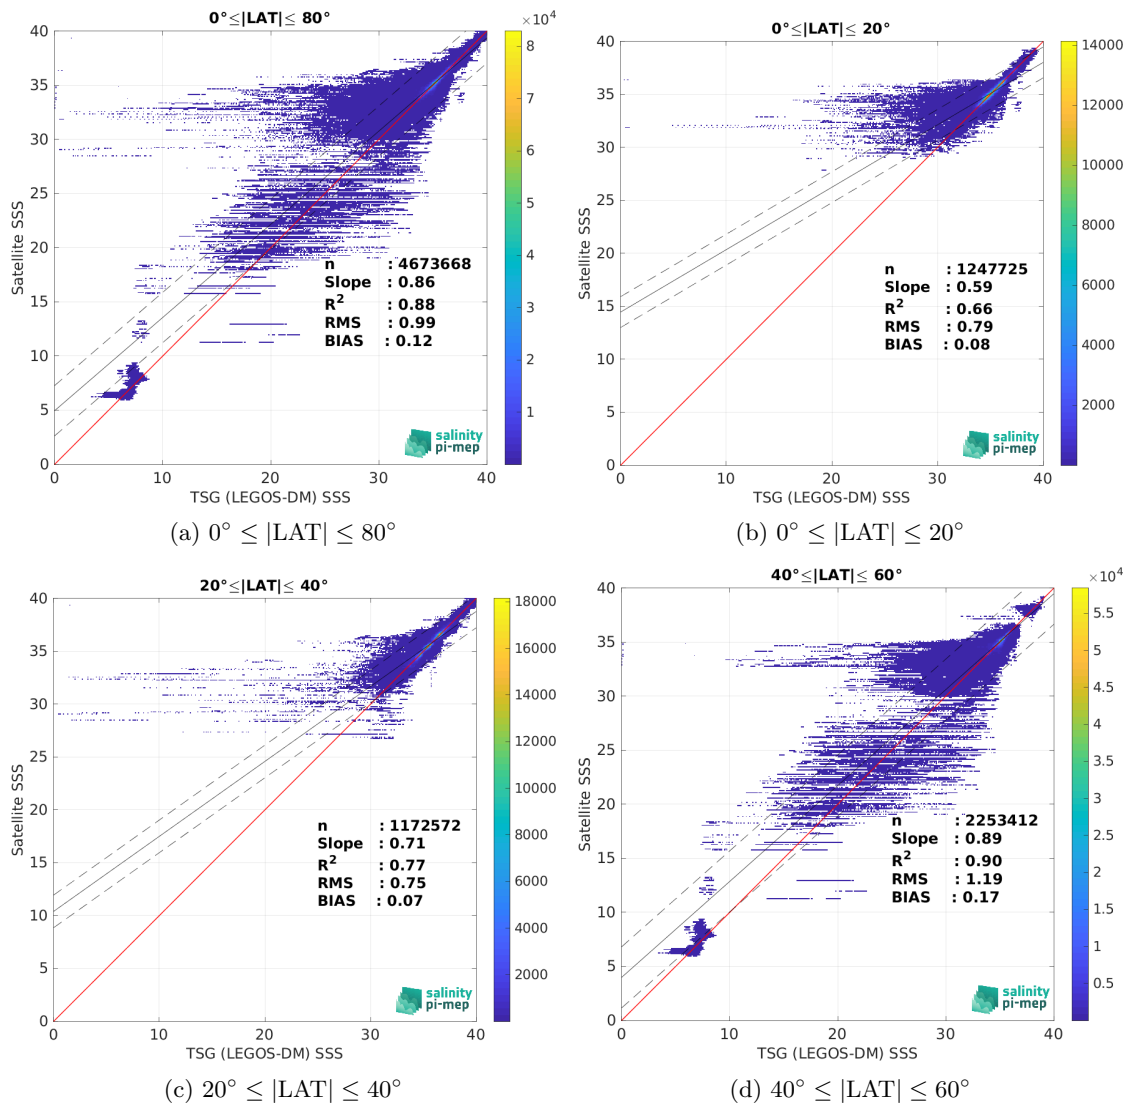 0°≤|LAT|≤ 80°
×10⁴
40
35
30
25
20
15
10
5
0
0
10
20
30
40
Satellite SSS
TSG (LEGOS-DM) SSS
n : 4673668
Slope : 0.86
R² : 0.88
RMS : 0.99
BIAS : 0.12
salinity
pi-mep
8
7
6
5
4
3
2
1
(a) 0° ≤ |LAT| ≤ 80°
0°≤|LAT|≤ 20°
40
35
30
25
20
15
10
5
0
0
10
20
30
40
Satellite SSS
TSG (LEGOS-DM) SSS
n : 1247725
Slope : 0.59
R² : 0.66
RMS : 0.79
BIAS : 0.08
salinity
pi-mep
14000
12000
10000
8000
6000
4000
2000
(b) 0° ≤ |LAT| ≤ 20°
20°≤|LAT|≤ 40°
40
35
30
25
20
15
10
5
0
0
10
20
30
40
Satellite SSS
TSG (LEGOS-DM) SSS
n : 1172572
Slope : 0.71
R² : 0.77
RMS : 0.75
BIAS : 0.07
salinity
pi-mep
18000
16000
14000
12000
10000
8000
6000
4000
2000
(c) 20° ≤ |LAT| ≤ 40°
40°≤|LAT|≤ 60°
×10⁴
40
35
30
25
20
15
10
5
0
0
10
20
30
40
Satellite SSS
TSG (LEGOS-DM) SSS
n : 2253412
Slope : 0.89
R² : 0.90
RMS : 1.19
BIAS : 0.17
salinity
pi-mep
5.5
5
4.5
4
3.5
3
2.5
2
1.5
1
0.5
(d) 40° ≤ |LAT| ≤ 60°